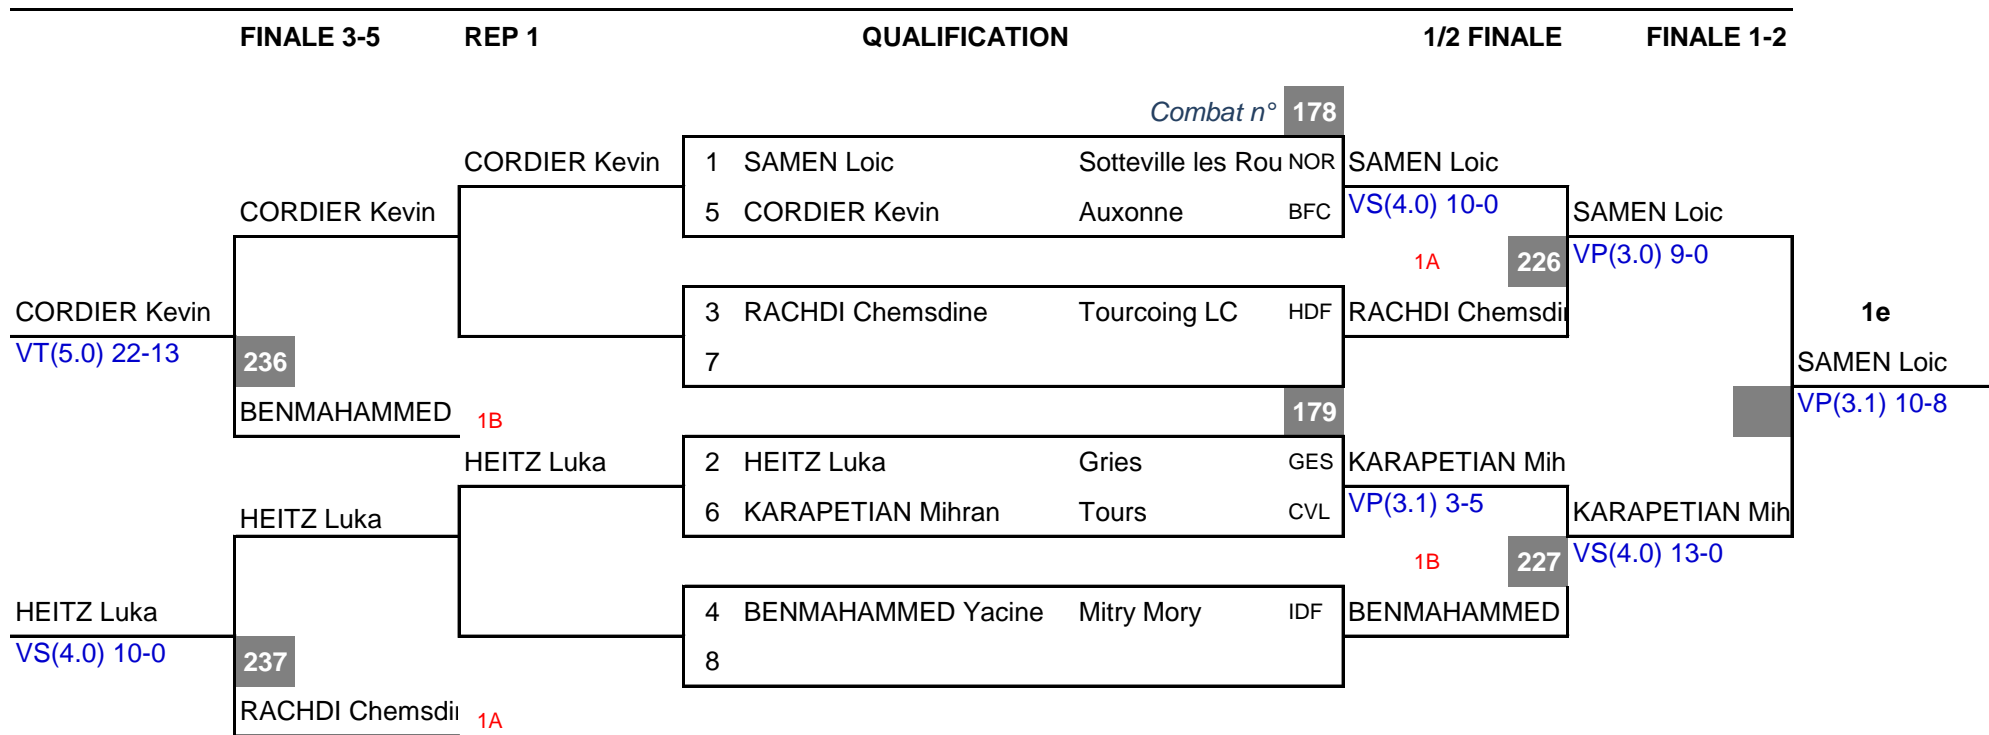 FINALE 3-5 REP 1 QUALIFICATION 1/2 FINALE FINALE 1-2
Combat n° 178
CORDIER Kevin 1 SAMEN Loic Sotteville les Rou NOR SAMEN Loic
CORDIER Kevin 5 CORDIER Kevin Auxonne BFC VS(4.0) 10-0 SAMEN Loic
1A 226 VP(3.0) 9-0
CORDIER Kevin 3 RACHDI Chemsdine Tourcoing LC HDF RACHDI Chemsdin 1e
VT(5.0) 22-13 236 7 SAMEN Loic
BENMAHAMMED 1B 179 VP(3.1) 10-8
HEITZ Luka 2 HEITZ Luka Gries GES KARAPETIAN Mih
HEITZ Luka 6 KARAPETIAN Mihran Tours CVL VP(3.1) 3-5 KARAPETIAN Mih
1B 227 VS(4.0) 13-0
HEITZ Luka 4 BENMAHAMMED Yacine Mitry Mory IDF BENMAHAMMED
VS(4.0) 10-0 237 8
RACHDI Chemsdin 1A